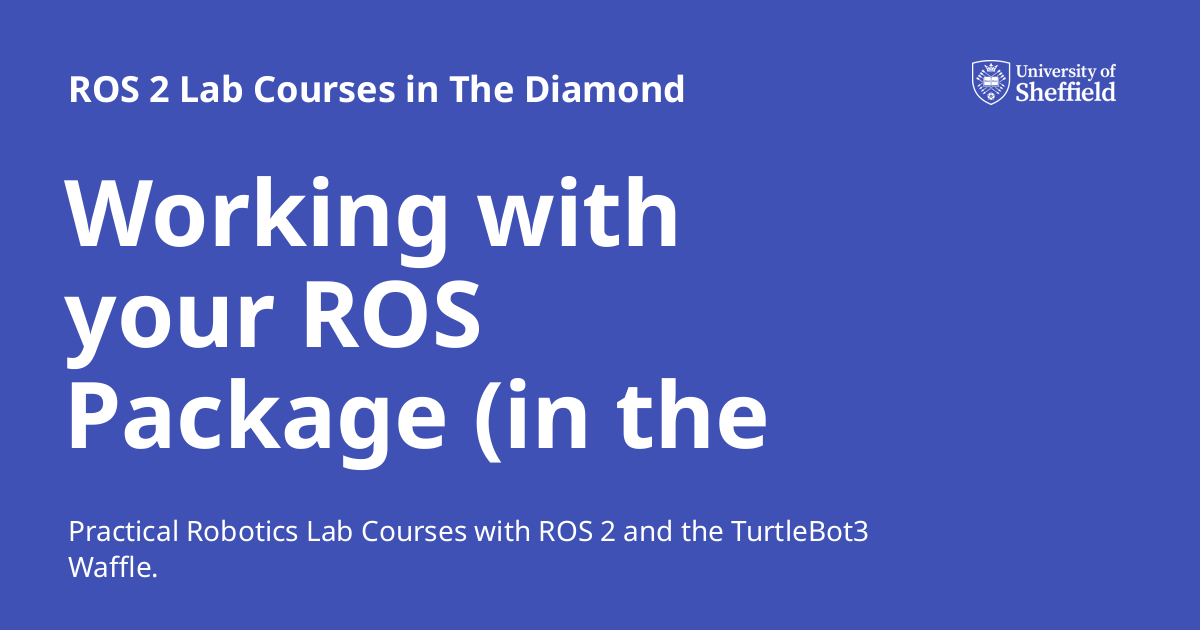 ROS 2 Lab Courses in The Diamond
University of
Sheffield
Working with
your ROS
Package (in the
Practical Robotics Lab Courses with ROS 2 and the TurtleBot3
Waffle.